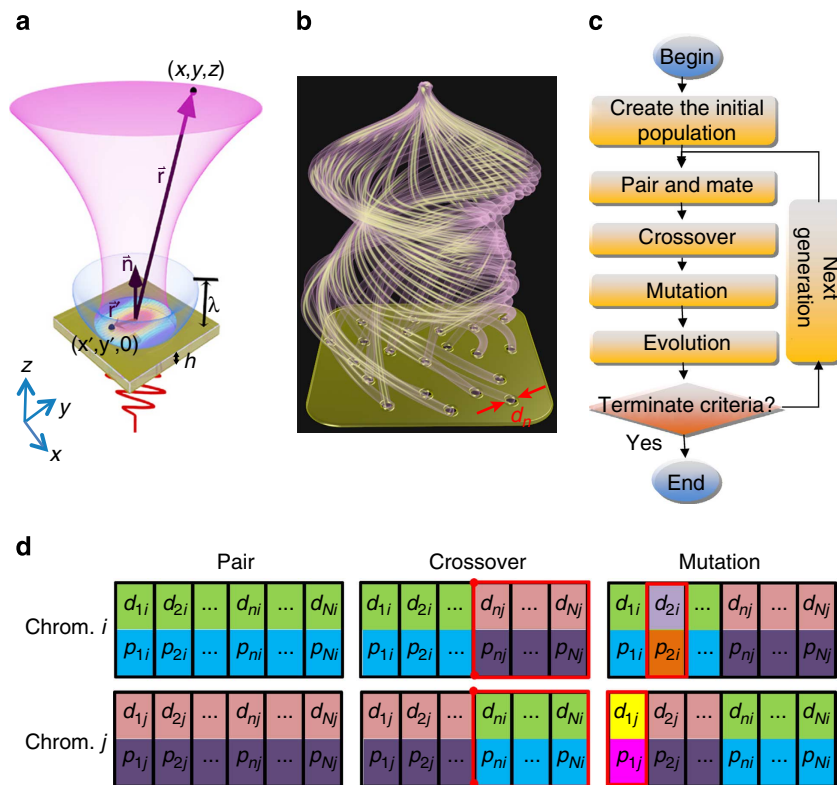 a
(x,y,z)
r⃗
n⃗
λ
r⃗′
(x′,y′,0)
h
z
y
x
b
dₙ
c
Begin
Create the initial
population
Pair and mate
Crossover
Mutation
Evolution
Next
generation
Terminate criteria?
Yes
End
d
Pair Crossover Mutation
Chrom. i
d1i d2i ... dni ... dNi d1i d2i ... dnj ... dNj d1i d2i ... dnj ... dNj
p1i p2i ... pni ... pNi p1i p2i ... pnj ... pNj p1i p2i ... pnj ... pNj
Chrom. j
d1j d2j ... dnj ... dNj d1j d2j ... dni ... dNi d1j d2j ... dni ... dNi
p1j p2j ... pnj ... pNj p1j p2j ... pni ... pNi p1j p2j ... pni ... pNi